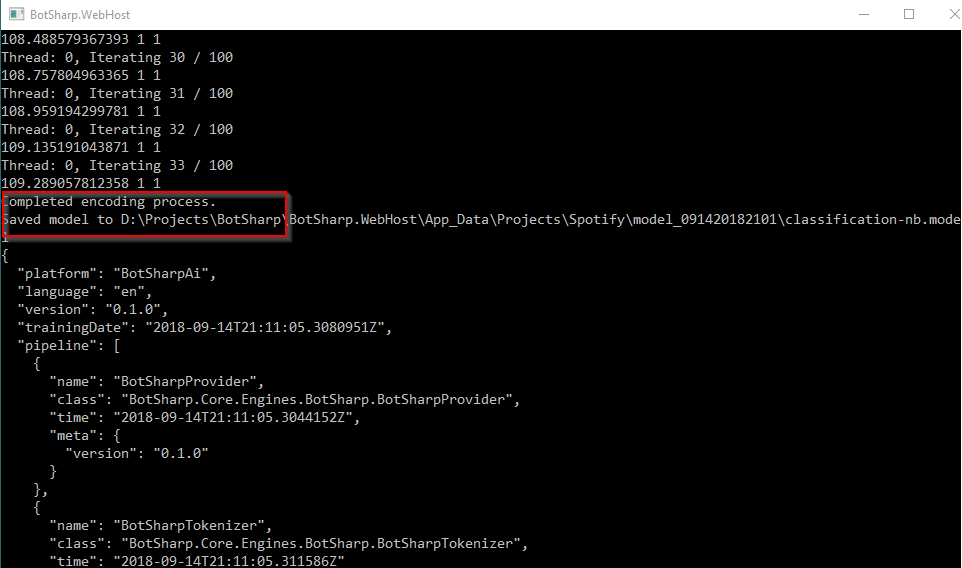 BotSharp.WebHost
108.488579367393 1 1
Thread: 0, Iterating 30 / 100
108.757804963365 1 1
Thread: 0, Iterating 31 / 100
108.959194299781 1 1
Thread: 0, Iterating 32 / 100
109.135191043871 1 1
Thread: 0, Iterating 33 / 100
109.289057812358 1 1
Completed encoding process.
Saved model to D:\Projects\BotSharp\BotSharp.WebHost\App_Data\Projects\Spotify\model_091420182101\classification-nb.mode
l
{
  "platform": "BotSharpAi",
  "language": "en",
  "version": "0.1.0",
  "trainingDate": "2018-09-14T21:11:05.3080951Z",
  "pipeline": [
    {
      "name": "BotSharpProvider",
      "class": "BotSharp.Core.Engines.BotSharp.BotSharpProvider",
      "time": "2018-09-14T21:11:05.3044152Z",
      "meta": {
        "version": "0.1.0"
      }
    },
    {
      "name": "BotSharpTokenizer",
      "class": "BotSharp.Core.Engines.BotSharp.BotSharpTokenizer",
      "time": "2018-09-14T21:11:05.311586Z"